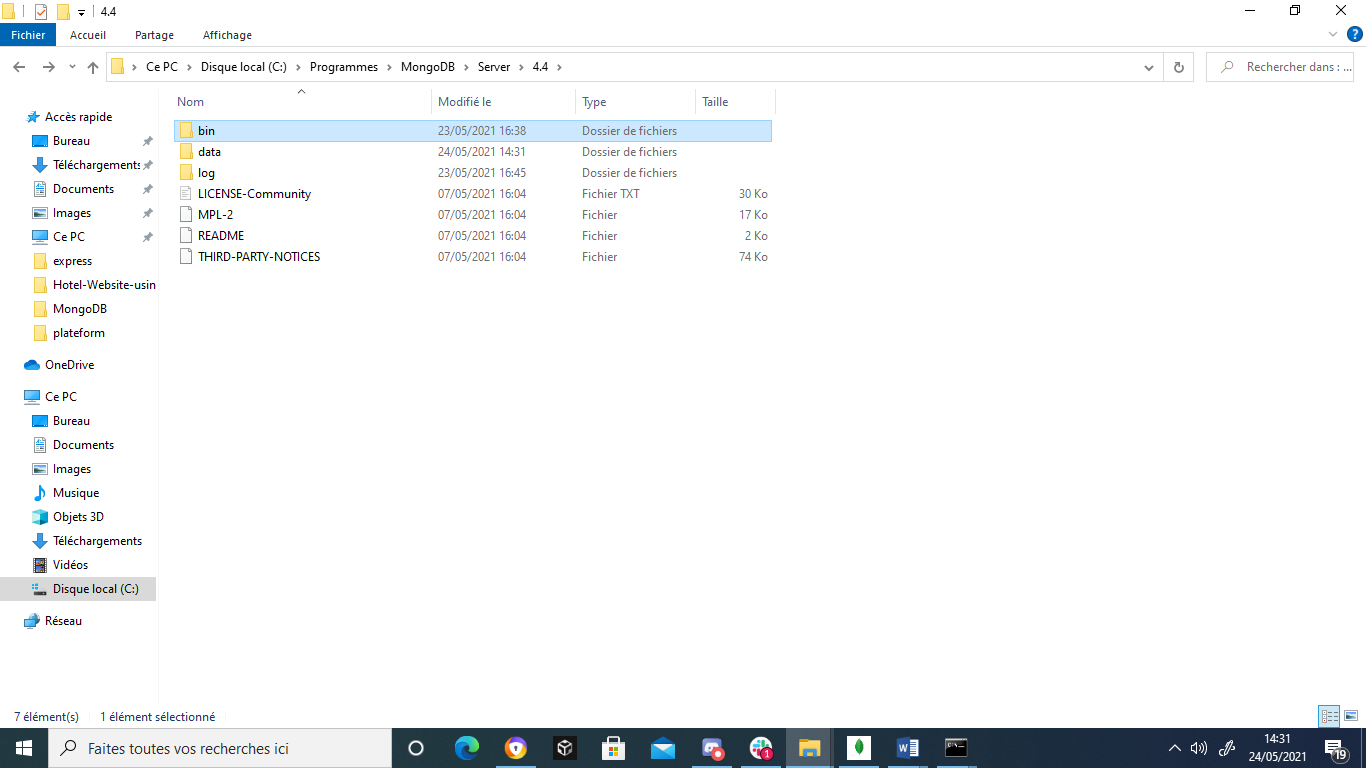 4.4
Fichier Accueil Partage Affichage
Ce PC Disque local (C:) Programmes MongoDB Server 4.4 Rechercher dans : ...
Nom Modifié le Type Taille
bin 23/05/2021 16:38 Dossier de fichiers
data 24/05/2021 14:31 Dossier de fichiers
log 23/05/2021 16:45 Dossier de fichiers
LICENSE-Community 07/05/2021 16:04 Fichier TXT 30 Ko
MPL-2 07/05/2021 16:04 Fichier 17 Ko
README 07/05/2021 16:04 Fichier 2 Ko
THIRD-PARTY-NOTICES 07/05/2021 16:04 Fichier 74 Ko
Accès rapide
Bureau
Téléchargements
Documents
Images
Ce PC
express
Hotel-Website-usin
MongoDB
plateform
OneDrive
Ce PC
Bureau
Documents
Images
Musique
Objets 3D
Téléchargements
Vidéos
Disque local (C:)
Réseau
7 élément(s) 1 élément sélectionné
Faites toutes vos recherches ici
1
14:31
24/05/2021
19